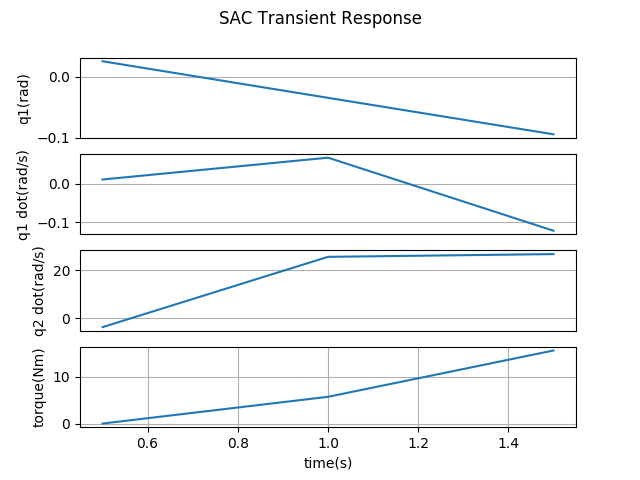 SAC Transient Response
q1(rad)
0.0
−0.1
q1 dot(rad/s)
0.0
−0.1
q2 dot(rad/s)
20
0
torque(Nm)
10
0
0.6 0.8 1.0 1.2 1.4
time(s)